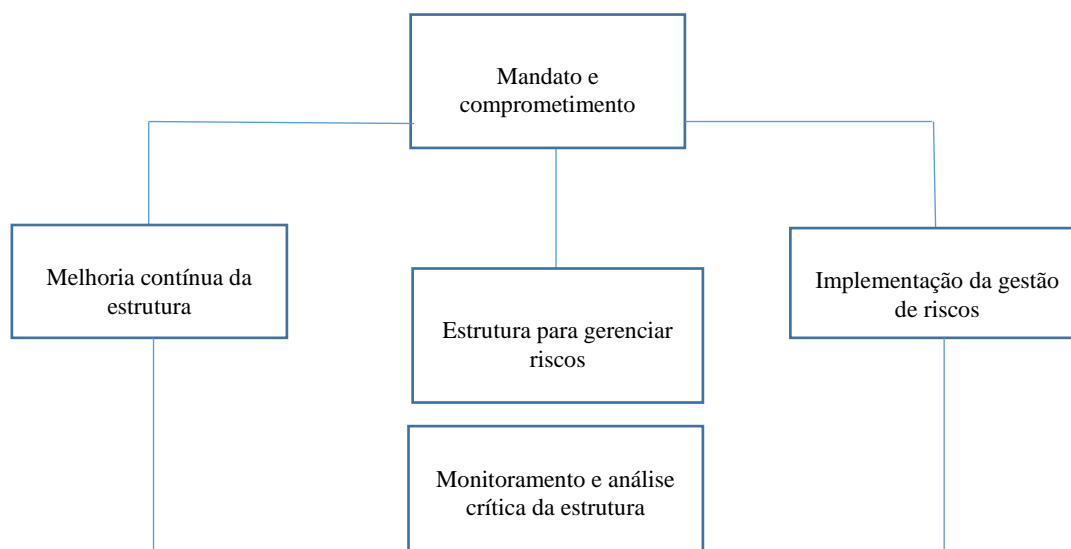 Mandato e
comprometimento
Melhoria contínua da
estrutura
Estrutura para gerenciar
riscos
Implementação da gestão
de riscos
Monitoramento e análise
crítica da estrutura